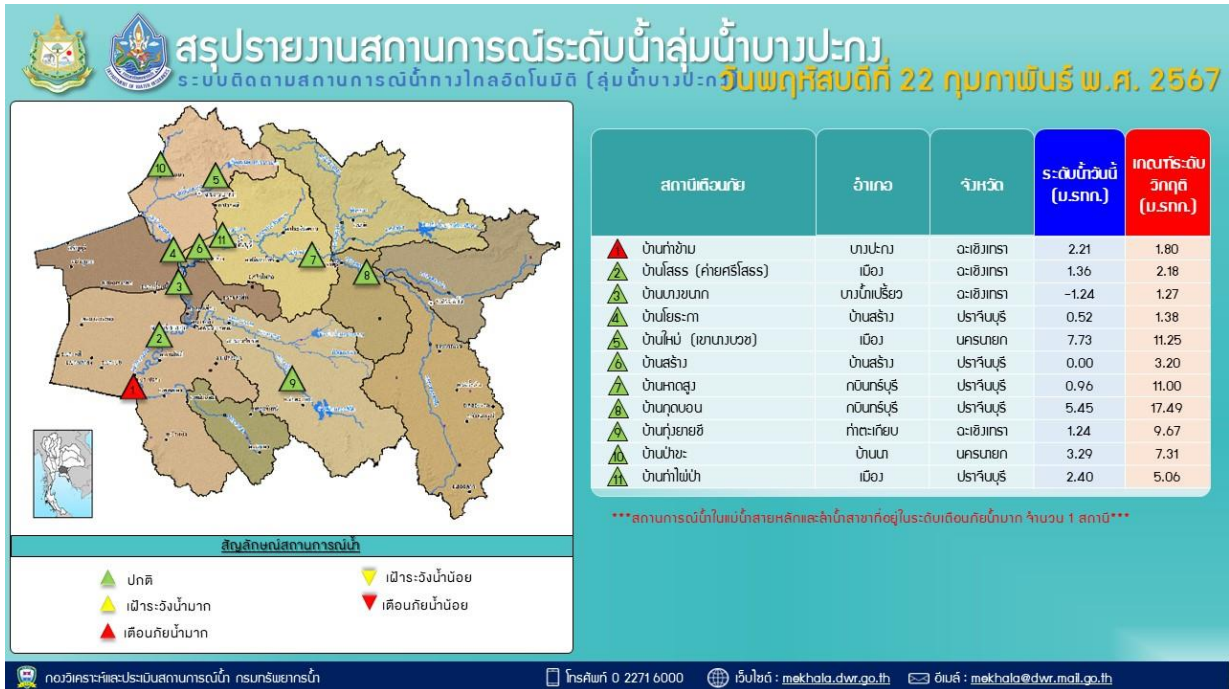 สรุปรายงานสถานการณ์ระดับน้ำลุ่มน้ำบางปะกง
ระบบติดตามสถานการณ์น้ำทางไกลอัตโนมัติ (ลุ่มน้ำบางปะกง)
วันพฤหัสบดีที่ 22 กุมภาพันธ์ พ.ศ. 2567
10
5
11
6
4
7
8
3
2
9
1
สัญลักษณ์สถานการณ์น้ำ
ปกติ เฝ้าระวังน้ำน้อย
เฝ้าระวังน้ำมาก เตือนภัยน้ำน้อย
เตือนภัยน้ำมาก
สถานีเตือนภัย อำเภอ จังหวัด ระดับน้ำวันนี้ (ม.รทก.) เกณฑ์ระดับวิกฤติ (ม.รทก.)
1 บ้านท่าข้าม บางปะกง ฉะเชิงเทรา 2.21 1.80
2 บ้านโสธร (ค่ายศรีโสธร) เมือง ฉะเชิงเทรา 1.36 2.18
3 บ้านบางขนาก บางน้ำเปรี้ยว ฉะเชิงเทรา -1.24 1.27
4 บ้านโยธะกา บ้านสร้าง ปราจีนบุรี 0.52 1.38
5 บ้านใหม่ (เขานางบวช) เมือง นครนายก 7.73 11.25
6 บ้านสร้าง บ้านสร้าง ปราจีนบุรี 0.00 3.20
7 บ้านหาดสูง กบินทร์บุรี ปราจีนบุรี 0.96 11.00
8 บ้านกุดบอน กบินทร์บุรี ปราจีนบุรี 5.45 17.49
9 บ้านทุ่งยายชี ท่าตะเกียบ ฉะเชิงเทรา 1.24 9.67
10 บ้านป่าขะ บ้านนา นครนายก 3.29 7.31
11 บ้านท่าไผ่ป่า เมือง ปราจีนบุรี 2.40 5.06
***สถานการณ์น้ำในแม่น้ำสายหลักและลำน้ำสาขาที่อยู่ในระดับเตือนภัยน้ำมาก จำนวน 1 สถานี***
กองวิเคราะห์และประเมินสถานการณ์น้ำ กรมทรัพยากรน้ำ โทรศัพท์ 0 2271 6000 เว็บไซต์ : mekhala.dwr.go.th อีเมล์ : mekhala@dwr.mail.go.th